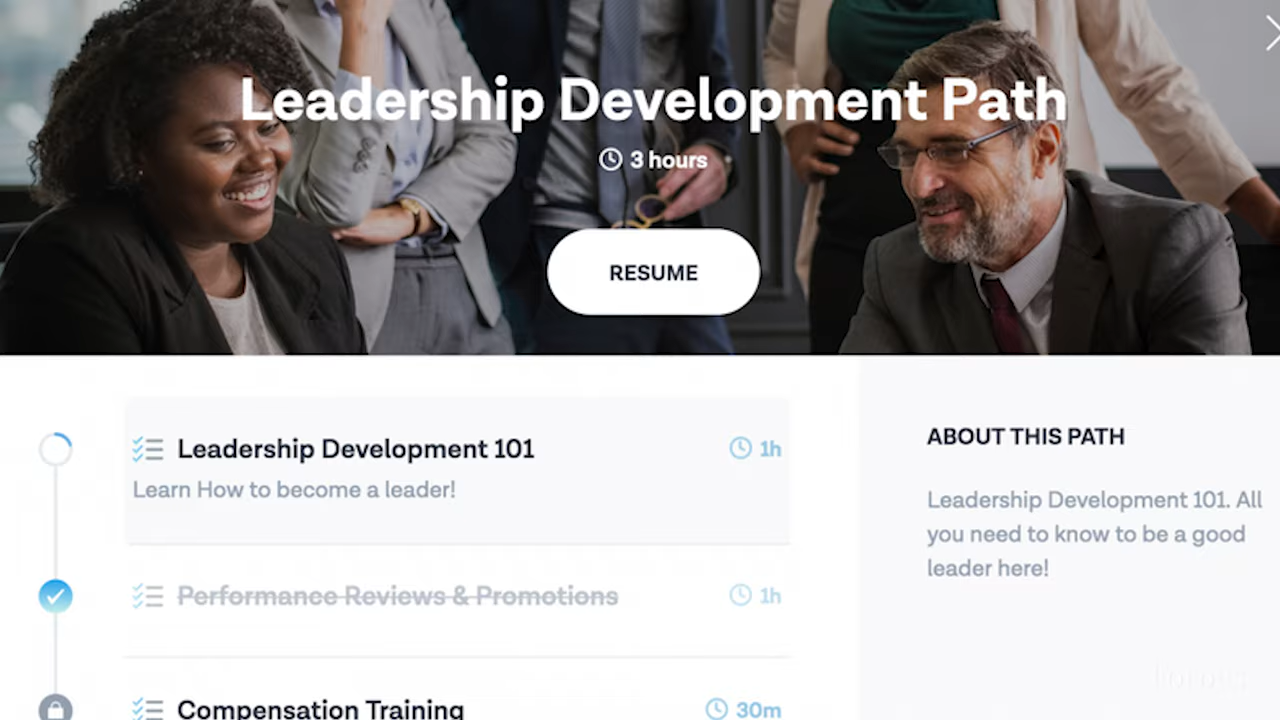 Leadership Development Path
3 hours
RESUME
Leadership Development 101
1h
Learn How to become a leader!
Performance Reviews & Promotions
1h
Compensation Training
30m
ABOUT THIS PATH
Leadership Development 101. All
you need to know to be a good
leader here!